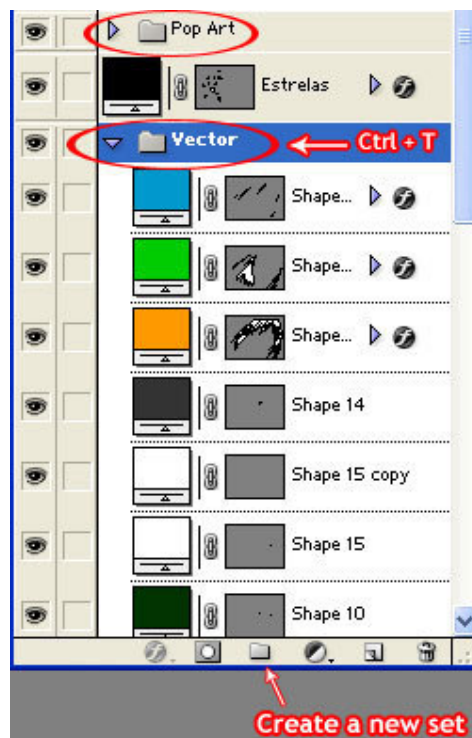 Pop Art
Estrelas
Vector
Ctrl + T
Shape...
Shape...
Shape...
Shape 14
Shape 15 copy
Shape 15
Shape 10
Create a new set